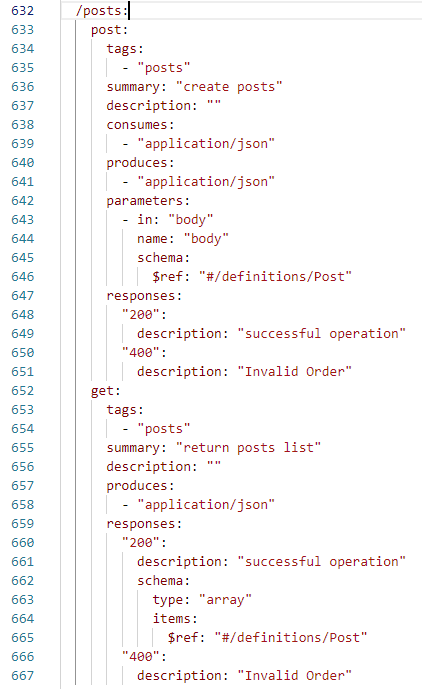 632 /posts:
633 post:
634 tags:
635 - "posts"
636 summary: "create posts"
637 description: ""
638 consumes:
639 - "application/json"
640 produces:
641 - "application/json"
642 parameters:
643 - in: "body"
644 name: "body"
645 schema:
646 $ref: "#/definitions/Post"
647 responses:
648 "200":
649 description: "successful operation"
650 "400":
651 description: "Invalid Order"
652 get:
653 tags:
654 - "posts"
655 summary: "return posts list"
656 description: ""
657 produces:
658 - "application/json"
659 responses:
660 "200":
661 description: "successful operation"
662 schema:
663 type: "array"
664 items:
665 $ref: "#/definitions/Post"
666 "400":
667 description: "Invalid Order"